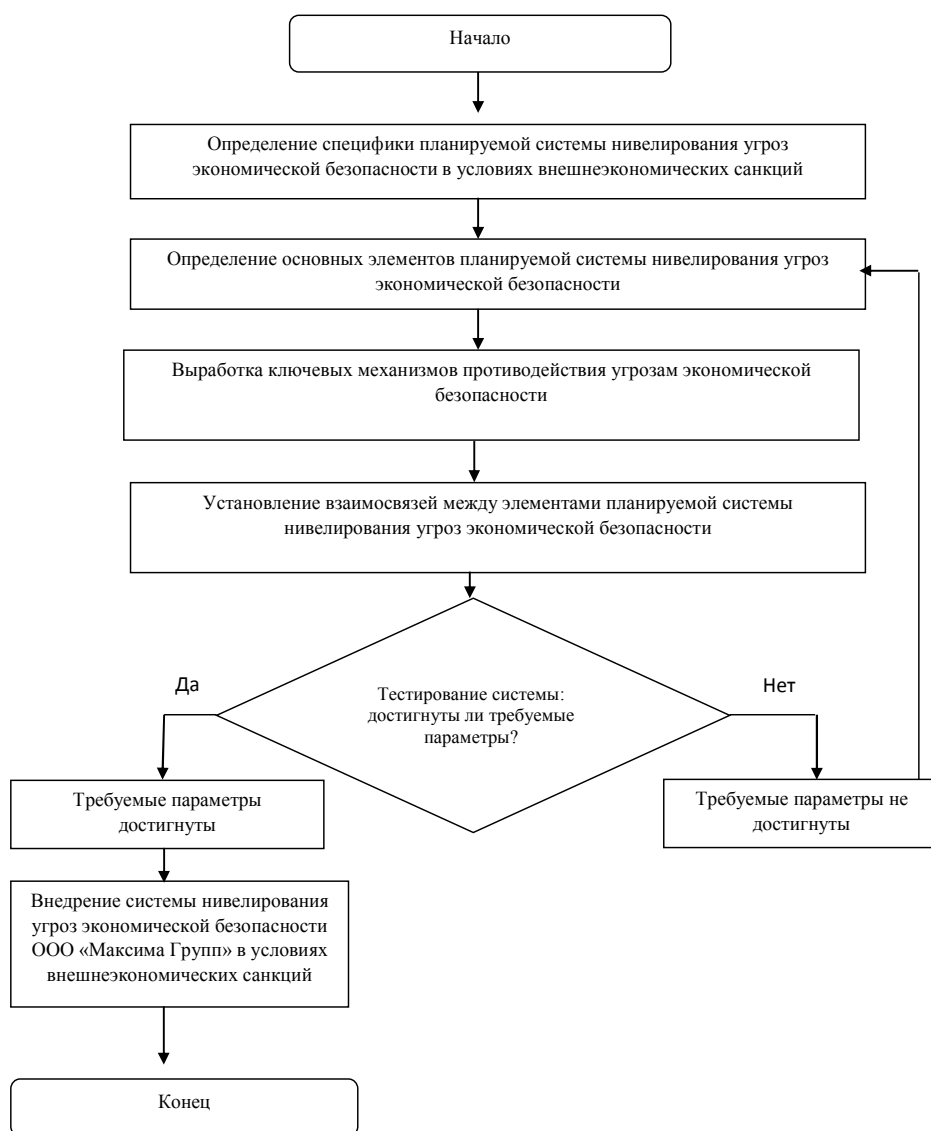 Начало
Определение специфики планируемой системы нивелирования угроз
экономической безопасности в условиях внешнеэкономических санкций
Определение основных элементов планируемой системы нивелирования угроз
экономической безопасности
Выработка ключевых механизмов противодействия угрозам экономической
безопасности
Установление взаимосвязей между элементами планируемой системы
нивелирования угроз экономической безопасности
Да
Тестирование системы:
достигнуты ли требуемые
параметры?
Нет
Требуемые параметры
достигнуты
Требуемые параметры не
достигнуты
Внедрение системы нивелирования
угроз экономической безопасности
ООО «Максима Групп» в условиях
внешнеэкономических санкций
Конец